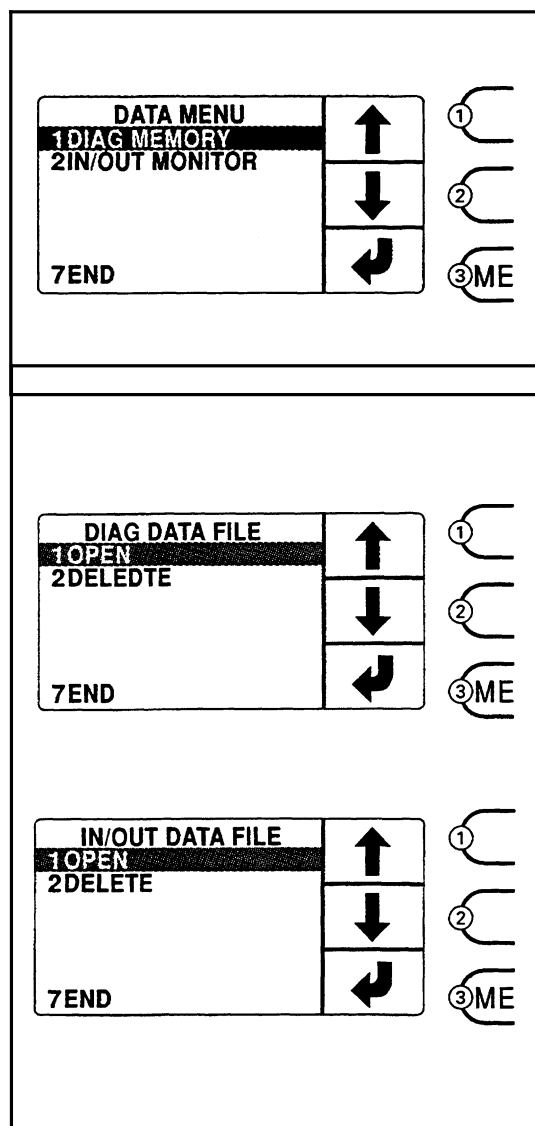 DATA MENU
1DIAG MEMORY
2IN/OUT MONITOR
7END
①
②
③ME
DIAG DATA FILE
1OPEN
2DELEDTE
7END
①
②
③ME
IN/OUT DATA FILE
1OPEN
2DELETE
7END
①
②
③ME